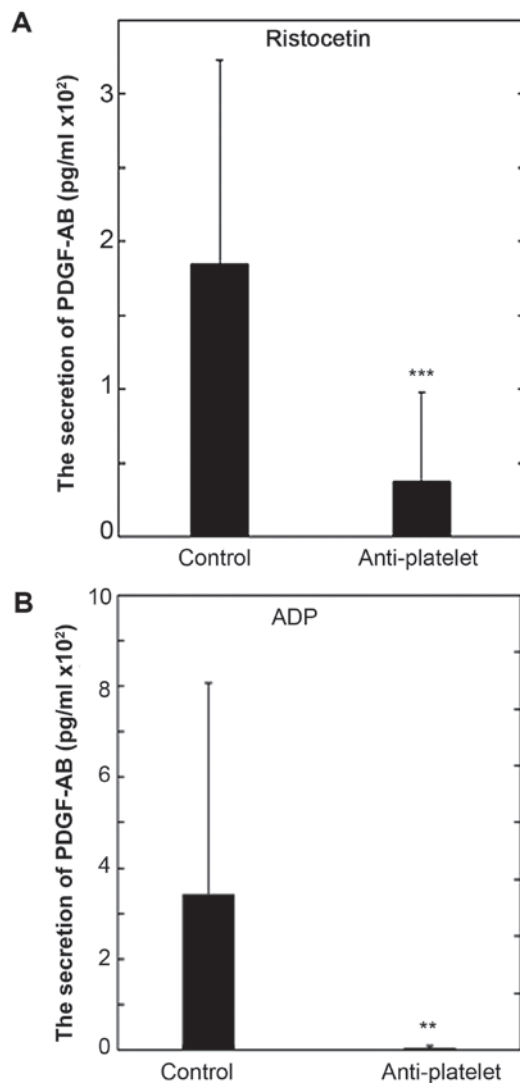 A
Ristocetin
The secretion of PDGF-AB (pg/ml x10²)
3
2
1
0
***
Control Anti-platelet
B
ADP
The secretion of PDGF-AB (pg/ml x10²)
10
8
6
4
2
0
**
Control Anti-platelet